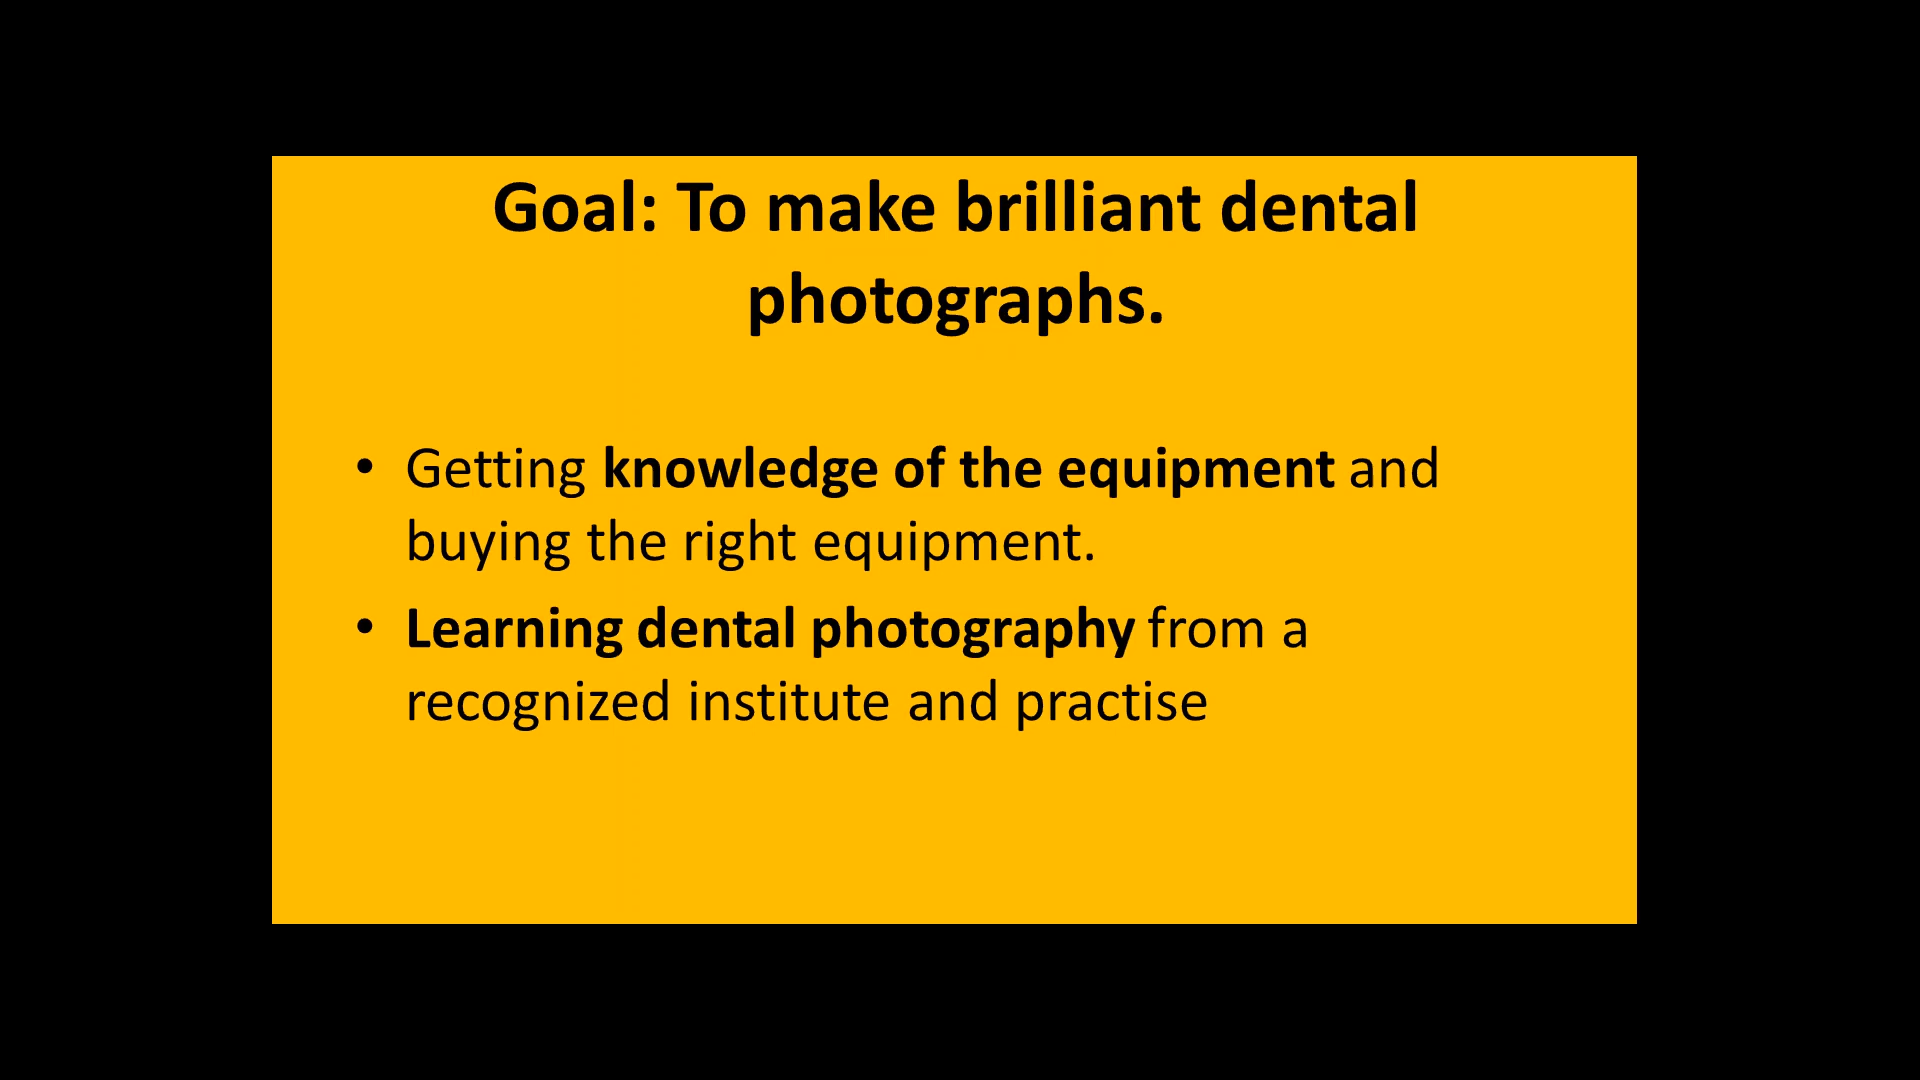 Goal: To make brilliant dental
photographs.
• Getting knowledge of the equipment and
buying the right equipment.
• Learning dental photography from a
recognized institute and practise